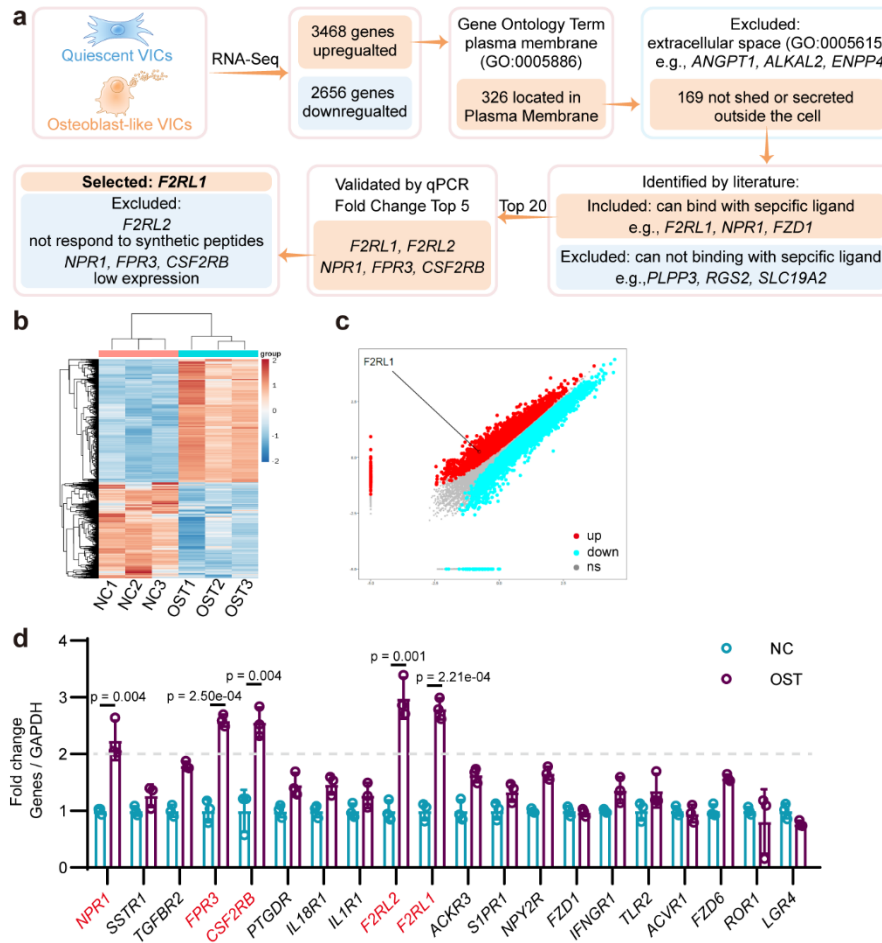 a
Quiescent VICs
Osteoblast-like VICs
RNA-Seq
3468 genes
upregualted
2656 genes
downregualted
Gene Ontology Term
plasma membrane
(GO:0005886)
326 located in
Plasma Membrane
Excluded:
extracellular space (GO:0005615)
e.g., ANGPT1, ALKAL2, ENPP4
169 not shed or secreted
outside the cell
Identified by literature:
Included: can bind with sepcific ligand
e.g., F2RL1, NPR1, FZD1
Excluded: can not binding with sepcific ligand
e.g.,PLPP3, RGS2, SLC19A2
Top 20
Validated by qPCR
Fold Change Top 5
F2RL1, F2RL2
NPR1, FPR3, CSF2RB
Selected: F2RL1
Excluded:
F2RL2
not respond to synthetic peptides
NPR1, FPR3, CSF2RB
low expression
b
group
2
1
0
-1
-2
NC1
NC2
NC3
OST1
OST2
OST3
c
F2RL1
up
down
ns
d
Fold change
Genes / GAPDH
4
3
2
1
0
p = 0.004
p = 2.50e-04
p = 0.004
p = 0.001
p = 2.21e-04
NC
OST
NPR1
SSTR1
TGFBR2
FPR3
CSF2RB
PTGDR
IL18R1
IL1R1
F2RL2
F2RL1
ACKR3
S1PR1
NPY2R
FZD1
IFNGR1
TLR2
ACVR1
FZD6
ROR1
LGR4